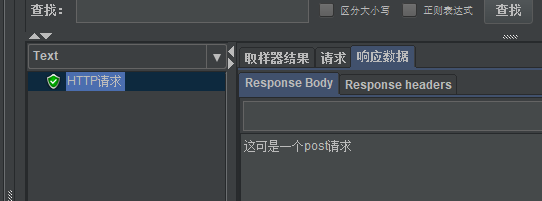 查找： 区分大小写 正则表达式 查找
Text 取样器结果 请求 响应数据
HTTP请求 Response Body Response headers
这可是一个post请求